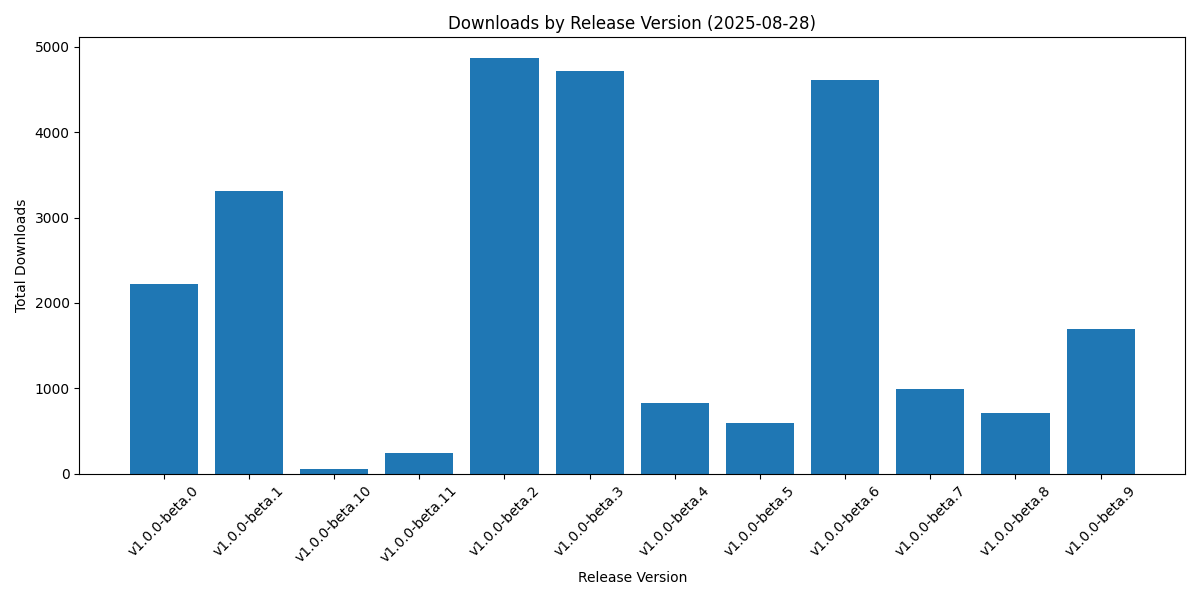 Downloads by Release Version (2025-08-28)
5000
4000
3000
2000
1000
0
Total Downloads
v1.0.0-beta.0
v1.0.0-beta.1
v1.0.0-beta.10
v1.0.0-beta.11
v1.0.0-beta.2
v1.0.0-beta.3
v1.0.0-beta.4
v1.0.0-beta.5
v1.0.0-beta.6
v1.0.0-beta.7
v1.0.0-beta.8
v1.0.0-beta.9
Release Version